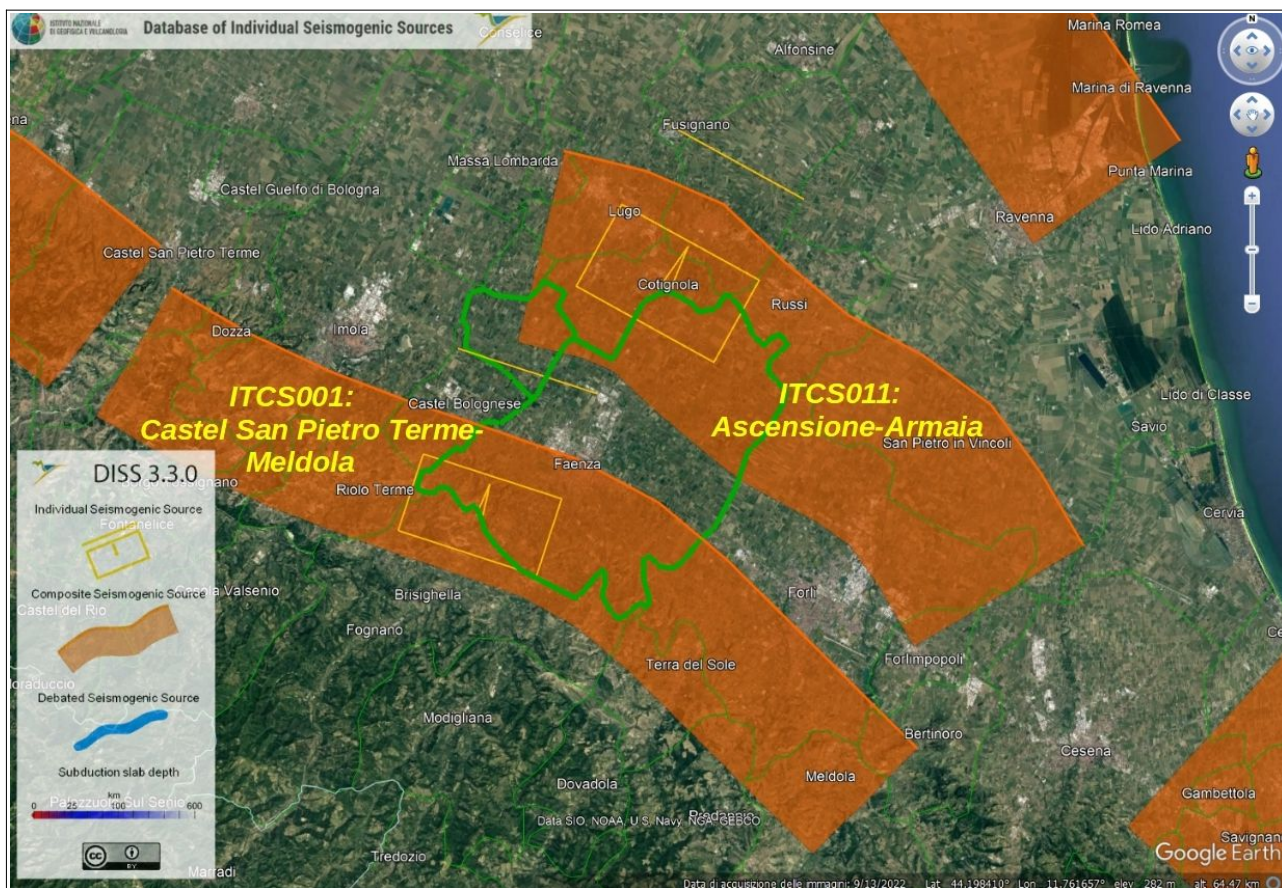 ISTITUTO NAZIONALE
DI GEOFISICA E VULCANOLOGIA
Database of Individual Seismogenic Sources
Conselice
Alfonsine
Marina Romea
N
Marina di Ravenna
Fusignano
Massa Lombarda
Castel Guelfo di Bologna
Punta Marina
Lugo
Ravenna
Lido Adriano
Castel San Pietro Terme
Cotignola
Russi
Dozza
Imola
ITCS001:
Castel San Pietro Terme-
Meldola
Castel Bolognese
ITCS011:
Ascensione-Armaia
Lido di Classe
Savio
San Pietro in Vincoli
Faenza
Riolo Terme
Cervia
DISS 3.3.0
Individual Seismogenic Source
Fontanelice
Composite Seismogenic Source
Castel del Rio
Valsenio
Brisighella
Fognano
Forlì
Forlimpopoli
Terra del Sole
Debated Seismogenic Source
Modigliana
Bertinoro
Cesena
Subduction slab depth
km
0 25 100 600
Palazzuolo Sul Senio
Dovadola
Meldola
Predappio
Gambettola
Savignano
Data SIO, NOAA, U.S. Navy, NGA, GEBCO
CC BY
Tredozio
Marradi
Google Earth
Data di acquisizione delle immagini: 9/13/2022 Lat 44.198410° Lon 11.761657° elev 282 m alt 64.47 km